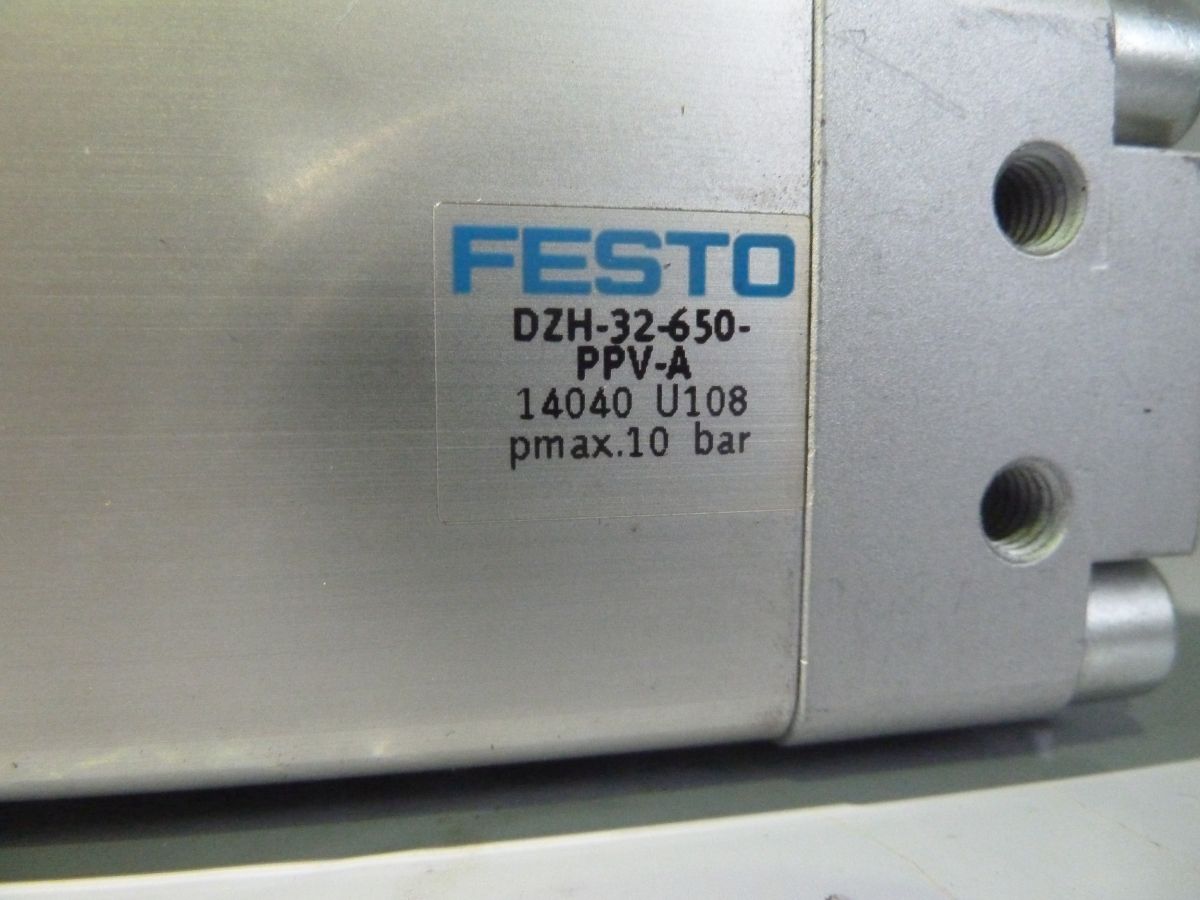 FESTO
DZH-32-650-
PPV-A
14040 U108
pmax.10 bar